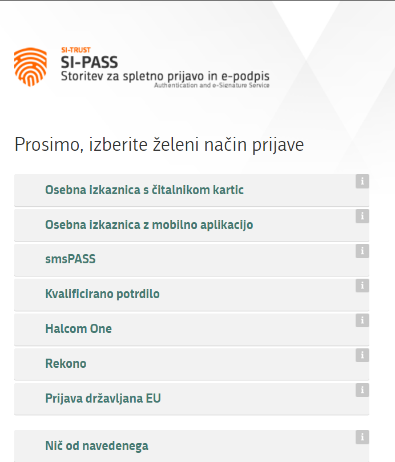 SI-TRUST
SI-PASS
Storitev za spletno prijavo in e-podpis
Authentication and e-Signature Service
Prosimo, izberite želeni način prijave
Osebna izkaznica s čitalnikom kartic
i
Osebna izkaznica z mobilno aplikacijo
i
smsPASS
i
Kvalificirano potrdilo
i
Halcom One
i
Rekono
i
Prijava državljana EU
i
Nič od navedenega
i